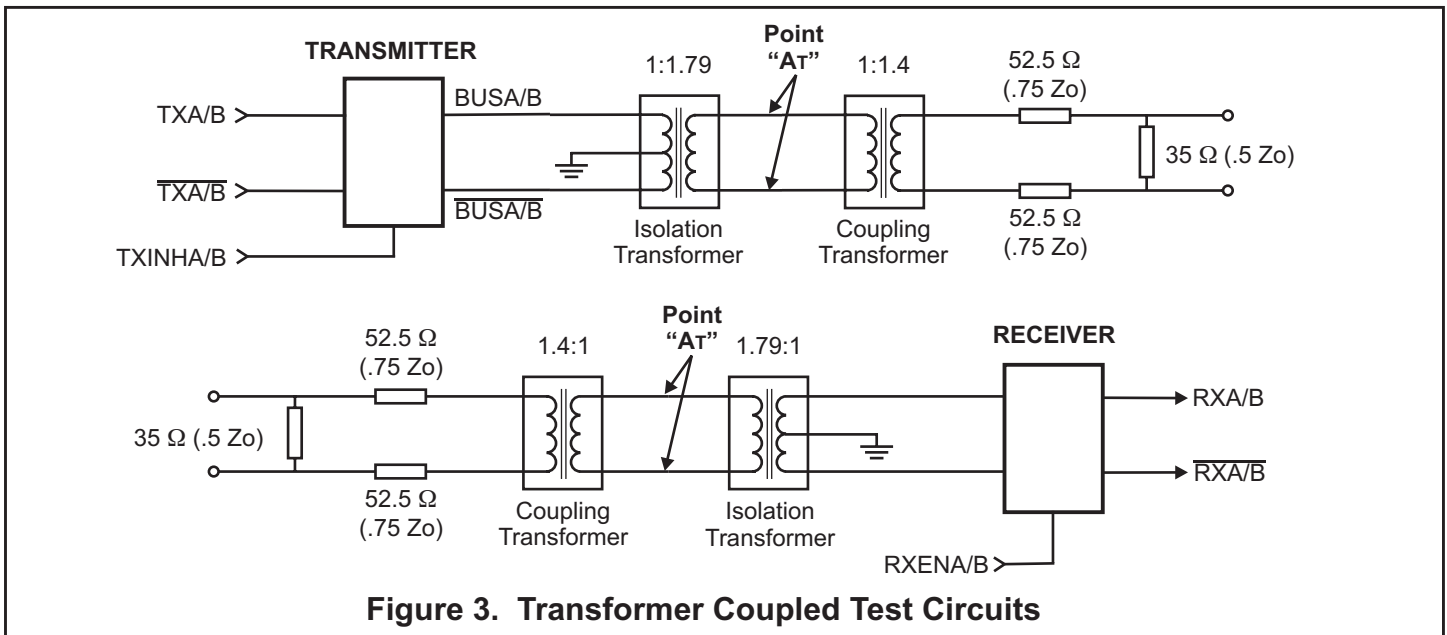 TRANSMITTER
Point
“AT”
1:1.79
1:1.4
52.5 Ω
(.75 Zo)
TXA/B
BUSA/B
35 Ω (.5 Zo)
TXA/B
BUSA/B
Isolation
Transformer
Coupling
Transformer
52.5 Ω
(.75 Zo)
TXINHA/B
52.5 Ω
(.75 Zo)
1.4:1
Point
“AT”
1.79:1
RECEIVER
RXA/B
35 Ω (.5 Zo)
RXA/B
52.5 Ω
(.75 Zo)
Coupling
Transformer
Isolation
Transformer
RXENA/B
Figure 3. Transformer Coupled Test Circuits